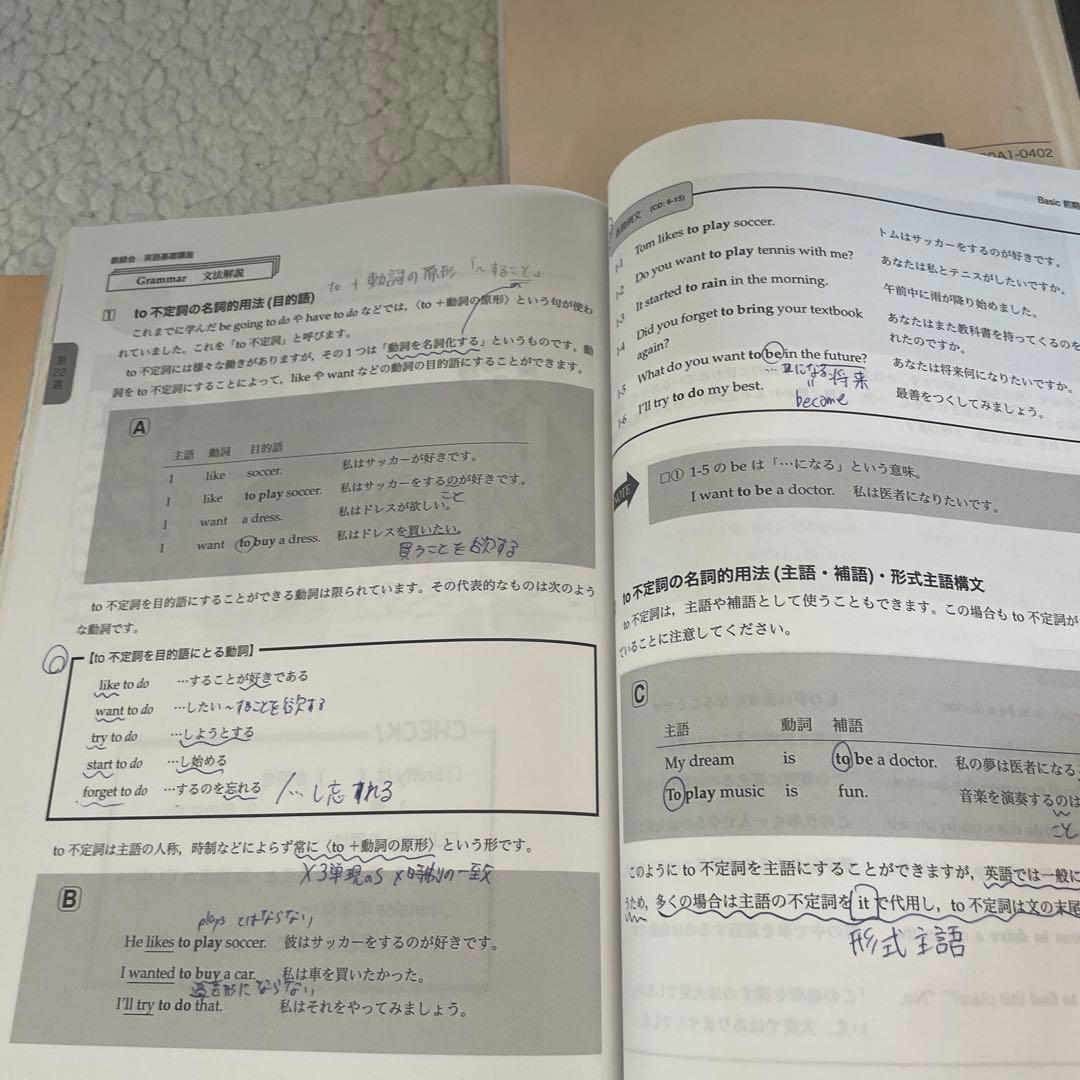 鉄緑会 英語基礎講座
Grammar 文法解説
to + 動詞の原形 「～すること」
1 to 不定詞の名詞的用法 (目的語)
これまでに学んだ be going to do や have to do などでは,〈to +動詞の原形〉という句が使わ
れていました。これを「to 不定詞」と呼びます。
to 不定詞には様々な働きがありますが, その1つは「動詞を名詞化する」というものです。動
詞を to 不定詞にすることによって, like や want などの動詞の目的語にすることができます。
第22週
A
主語 動詞 目的語
I like soccer. 私はサッカーが好きです。
I like to play soccer. 私はサッカーをするのが好きです。
こと
I want a dress. 私はドレスが欲しい。
I want to buy a dress. 私はドレスを買いたい。
買うことを欲する
to 不定詞を目的語にすることができる動詞は限られています。その代表的なものは次のよう
な動詞です。
【to 不定詞を目的語にとる動詞】
like to do …することが好きである
want to do …したい ～することを欲する
try to do …しようとする
start to do …し始める
forget to do …するのを忘れる /…し忘れる
to 不定詞は主語の人称, 時制などによらず常に〈to +動詞の原形〉という形です。
×3単現のS ×時制の一致
B
plays とはならない
He likes to play soccer. 彼はサッカーをするのが好きです。
I wanted to buy a car. 私は車を買いたかった。
過去形にならない
I'll try to do that. 私はそれをやってみましょう。
0A1-0402
Basic 前期
例文 (CD: 6-15)
1-1 Tom likes to play soccer. トムはサッカーをするのが好きです。
1-2 Do you want to play tennis with me? あなたは私とテニスがしたいですか。
1-3 It started to rain in the morning. 午前中に雨が降り始めました。
1-4 Did you forget to bring your textbook あなたはまた教科書を持ってくるのを
again? れたのですか。
1-5 What do you want to be in the future? あなたは将来何になりたいですか。
…になる 将来
1-6 I'll try to do my best. 最善をつくしてみましょう。
become
NOTE
□① 1-5 の be は「…になる」という意味。
I want to be a doctor. 私は医者になりたいです。
to 不定詞の名詞的用法 (主語・補語)・形式主語構文
to 不定詞は, 主語や補語として使うこともできます。この場合も to 不定詞が
ていることに注意してください。
C
主語 動詞 補語
My dream is to be a doctor. 私の夢は医者になるこ
To play music is fun. 音楽を演奏するのは
こと
このように to 不定詞を主語にすることができますが, 英語では一般に
うため, 多くの場合は主語の不定詞を it で代用し, to 不定詞は文の末尾
形式主語